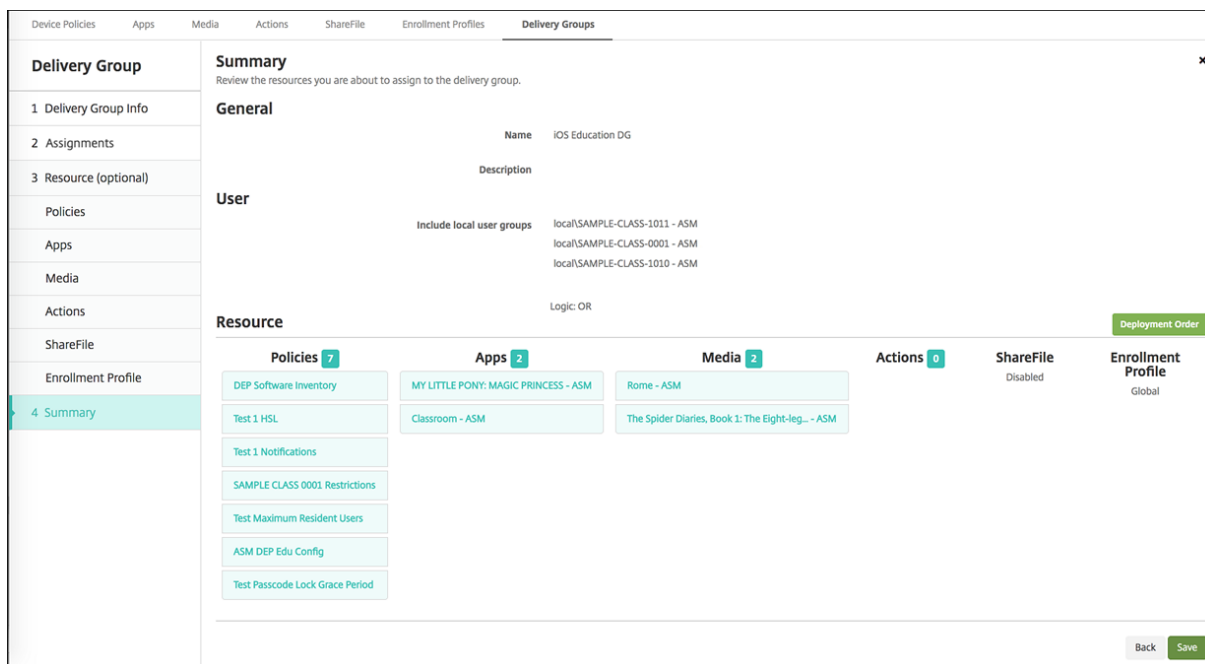 Device Policies Apps Media Actions ShareFile Enrollment Profiles Delivery Groups
Delivery Group
1 Delivery Group Info
2 Assignments
3 Resource (optional)
Policies
Apps
Media
Actions
ShareFile
Enrollment Profile
4 Summary
Summary
Review the resources you are about to assign to the delivery group.
General
Name iOS Education DG
Description
User
Include local user groups local\SAMPLE-CLASS-1011 - ASM
local\SAMPLE-CLASS-0001 - ASM
local\SAMPLE-CLASS-1010 - ASM
Logic: OR
Resource
Deployment Order
Policies 7
DEP Software Inventory
Test 1 HSL
Test 1 Notifications
SAMPLE CLASS 0001 Restrictions
Test Maximum Resident Users
ASM DEP Edu Config
Test Passcode Lock Grace Period
Apps 2
MY LITTLE PONY: MAGIC PRINCESS - ASM
Classroom - ASM
Media 2
Rome - ASM
The Spider Diaries, Book 1: The Eight-leg... - ASM
Actions 0
ShareFile
Disabled
Enrollment
Profile
Global
Back Save